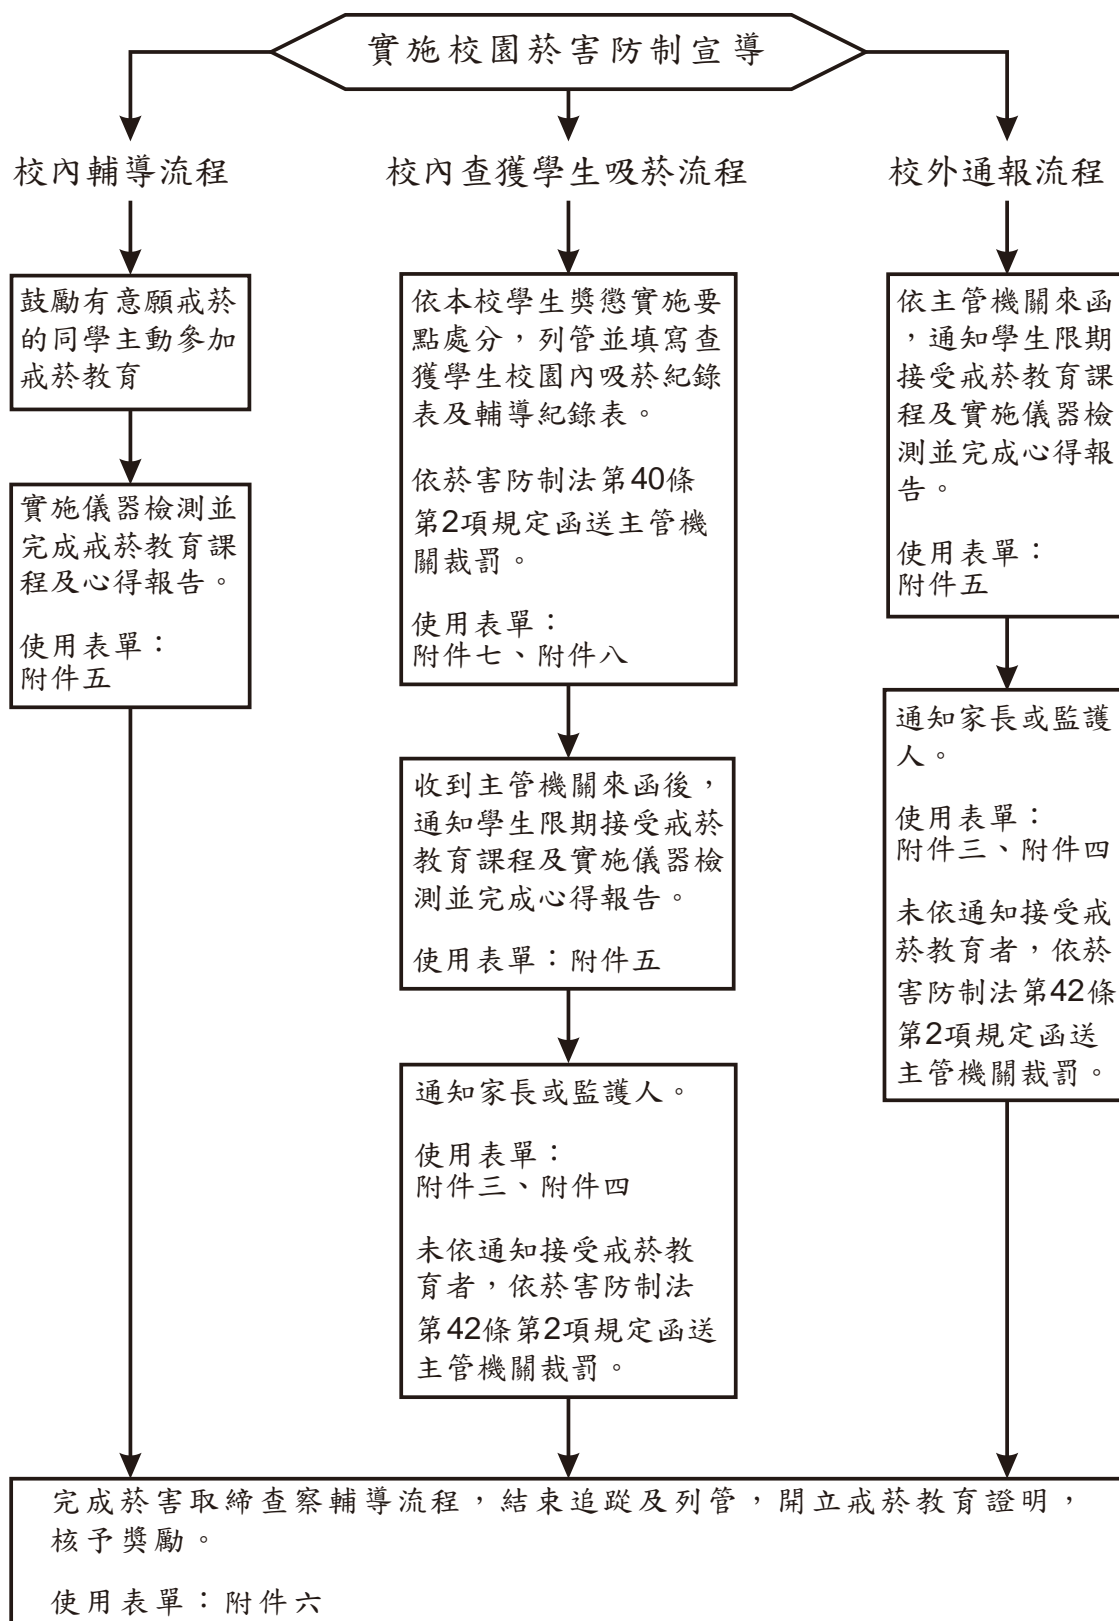 實施校園菸害防制宣導
校內輔導流程
鼓勵有意願戒菸
的同學主動參加
戒菸教育
實施儀器檢測並
完成戒菸教育課
程及心得報告。
使用表單：
附件五
校內查獲學生吸菸流程
依本校學生獎懲實施要
點處分，列管並填寫查
獲學生校園內吸菸紀錄
表及輔導紀錄表。
依菸害防制法第40條
第2項規定函送主管機
關裁罰。
使用表單：
附件七、附件八
收到主管機關來函後，
通知學生限期接受戒菸
教育課程及實施儀器檢
測並完成心得報告。
使用表單：附件五
通知家長或監護人。
使用表單：
附件三、附件四
未依通知接受戒菸教
育者，依菸害防制法
第42條第2項規定函送
主管機關裁罰。
校外通報流程
依主管機關來函
，通知學生限期
接受戒菸教育課
程及實施儀器檢
測並完成心得報
告。
使用表單：
附件五
通知家長或監護
人。
使用表單：
附件三、附件四
未依通知接受戒
菸教育者，依菸
害防制法第42條
第2項規定函送
主管機關裁罰。
完成菸害取締查察輔導流程，結束追蹤及列管，開立戒菸教育證明，
核予獎勵。
使用表單：附件六